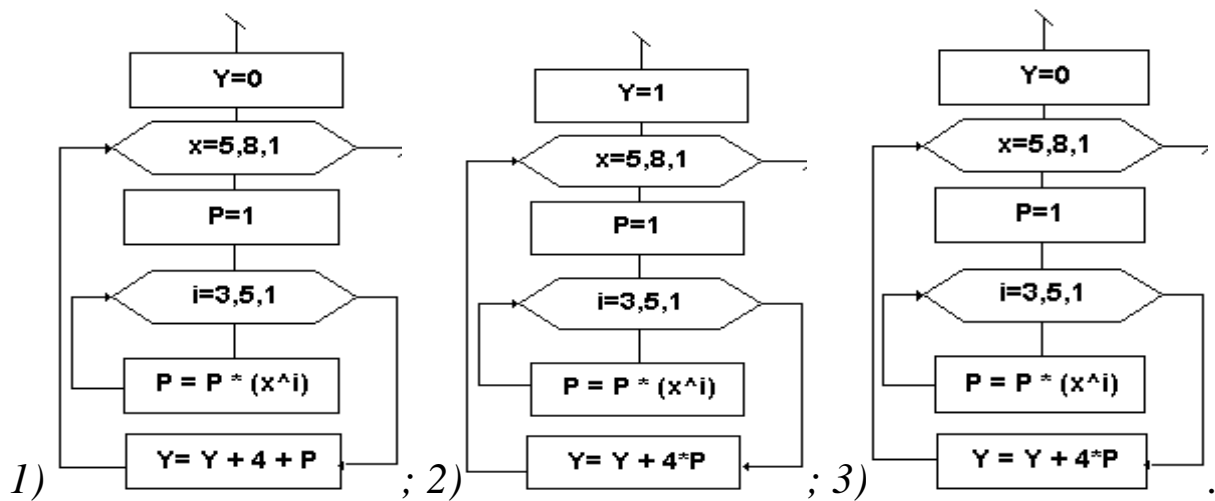 1)
Y=0
x=5,8,1
P=1
i=3,5,1
P = P * (x^i)
Y= Y + 4 + P
; 2)
Y=1
x=5,8,1
P=1
i=3,5,1
P = P * (x^i)
Y= Y + 4*P
; 3)
Y=0
x=5,8,1
P=1
i=3,5,1
P = P * (x^i)
Y = Y + 4*P
.